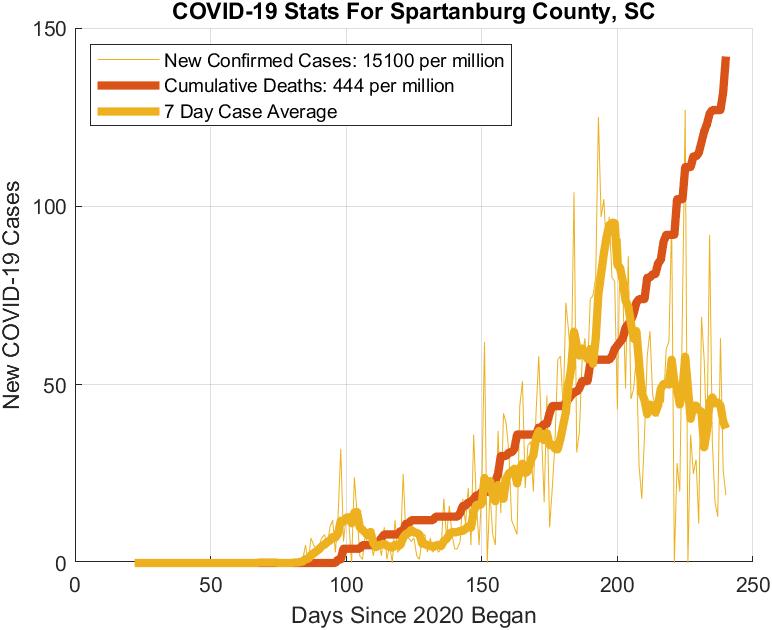 COVID-19 Stats For Spartanburg County, SC
150
New Confirmed Cases: 15100 per million
Cumulative Deaths: 444 per million
7 Day Case Average
100
New COVID-19 Cases
50
0
0 50 100 150 200 250
Days Since 2020 Began